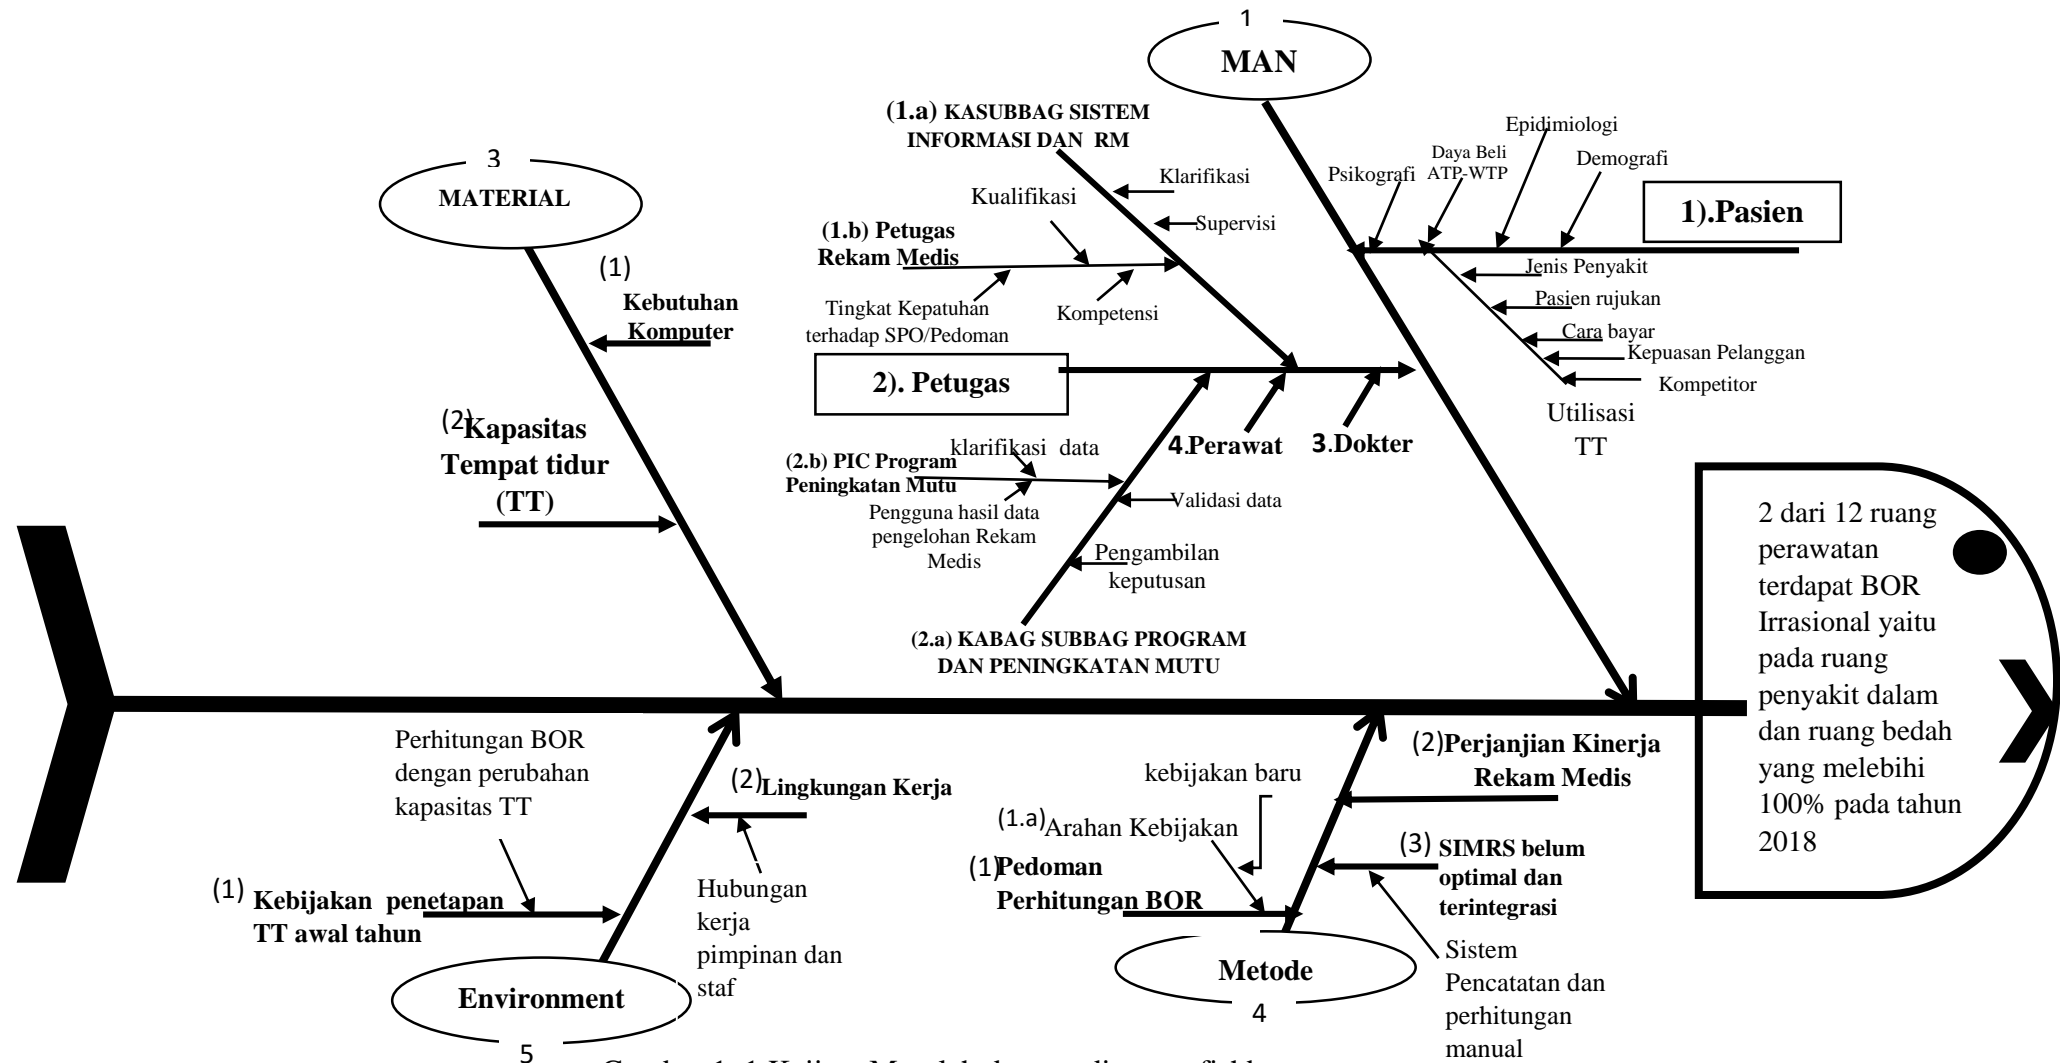 1
MAN
(1.a) KASUBBAG SISTEM
INFORMASI DAN RM
Klarifikasi
Supervisi
Kualifikasi
(1.b) Petugas
Rekam Medis
Tingkat Kepatuhan
terhadap SPO/Pedoman
Kompetensi
Epidimiologi
Daya Beli
ATP-WTP
Psikografi
Demografi
1).Pasien
Jenis Penyakit
Pasien rujukan
Cara bayar
Kepuasan Pelanggan
Kompetitor
Utilisasi
TT
3
MATERIAL
(1)
Kebutuhan
Komputer
(2)Kapasitas
Tempat tidur
(TT)
2). Petugas
4.Perawat
3.Dokter
klarifikasi data
(2.b) PIC Program
Peningkatan Mutu
Pengguna hasil data
pengelohan Rekam
Medis
Validasi data
Pengambilan
keputusan
(2.a) KABAG SUBBAG PROGRAM
DAN PENINGKATAN MUTU
2 dari 12 ruang
perawatan
terdapat BOR
Irrasional yaitu
pada ruang
penyakit dalam
dan ruang bedah
yang melebihi
100% pada tahun
2018
Perhitungan BOR
dengan perubahan
kapasitas TT
(2)Lingkungan Kerja
(1) Kebijakan penetapan
TT awal tahun
Hubungan
kerja
pimpinan dan
staf
Environment
5
kebijakan baru
(1.a)Arahan Kebijakan
(1)Pedoman
Perhitungan BOR
(2)Perjanjian Kinerja
Rekam Medis
(3) SIMRS belum
optimal dan
terintegrasi
Sistem
Pencatatan dan
perhitungan
manual
Metode
4